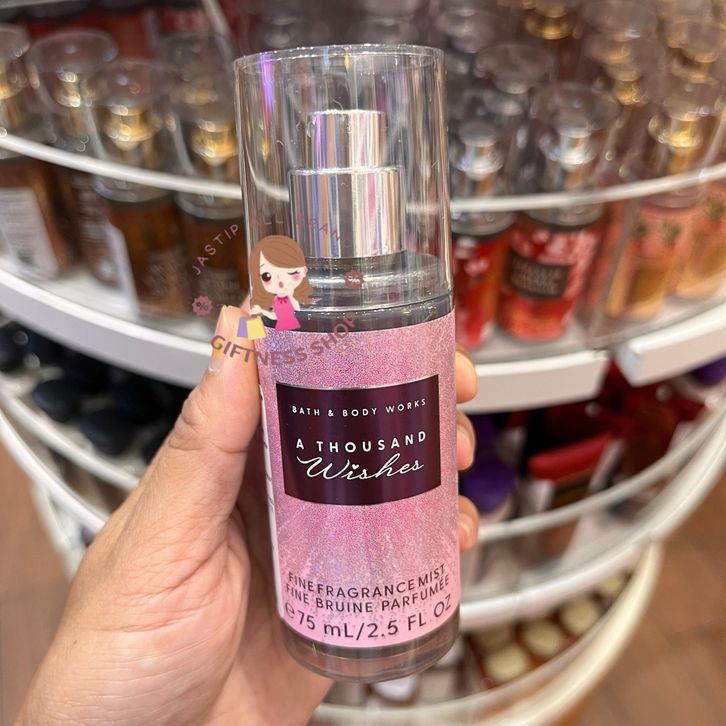 JASTIP
GIFTNESS SHOP
BATH & BODY WORKS
A THOUSAND
Wishes
FINE FRAGRANCE MIST
FINE BRUINE PARFUMÉE
℮75 mL/2.5 FL OZ